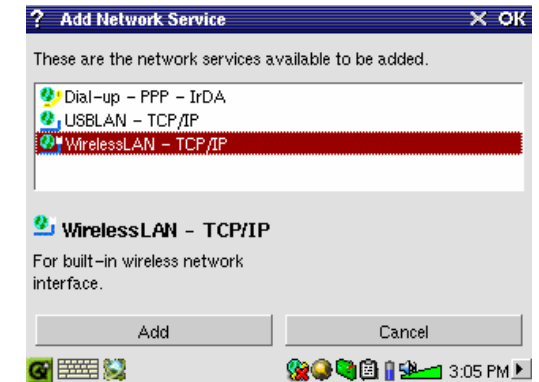 ? Add Network Service X OK
These are the network services available to be added.
Dial-up - PPP - IrDA
USBLAN - TCP/IP
WirelessLAN - TCP/IP
WirelessLAN - TCP/IP
For built-in wireless network
interface.
Add Cancel
3:05 PM